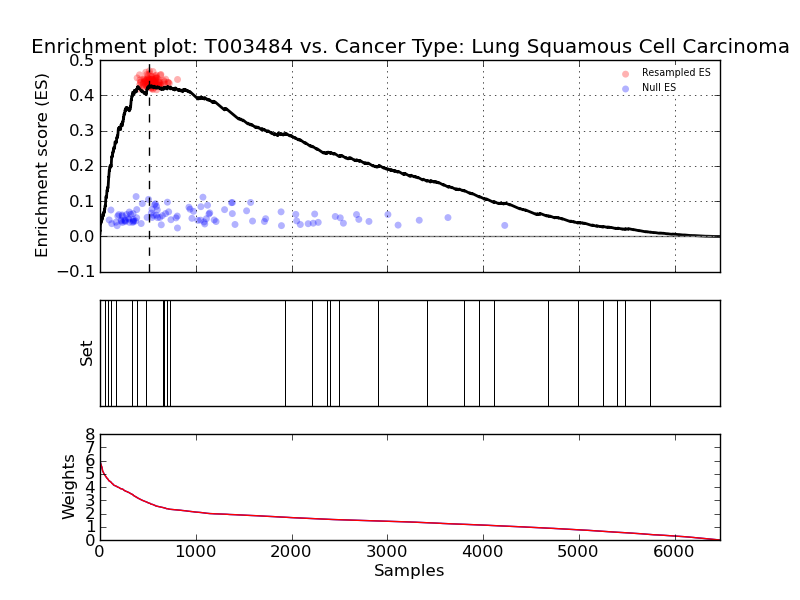 Enrichment plot: T003484 vs. Cancer Type: Lung Squamous Cell Carcinoma
0.5
0.4
0.3
0.2
0.1
0.0
−0.1
Enrichment score (ES)
Resampled ES
Null ES
Set
8
7
6
5
4
3
2
1
0
Weights
0 1000 2000 3000 4000 5000 6000
Samples